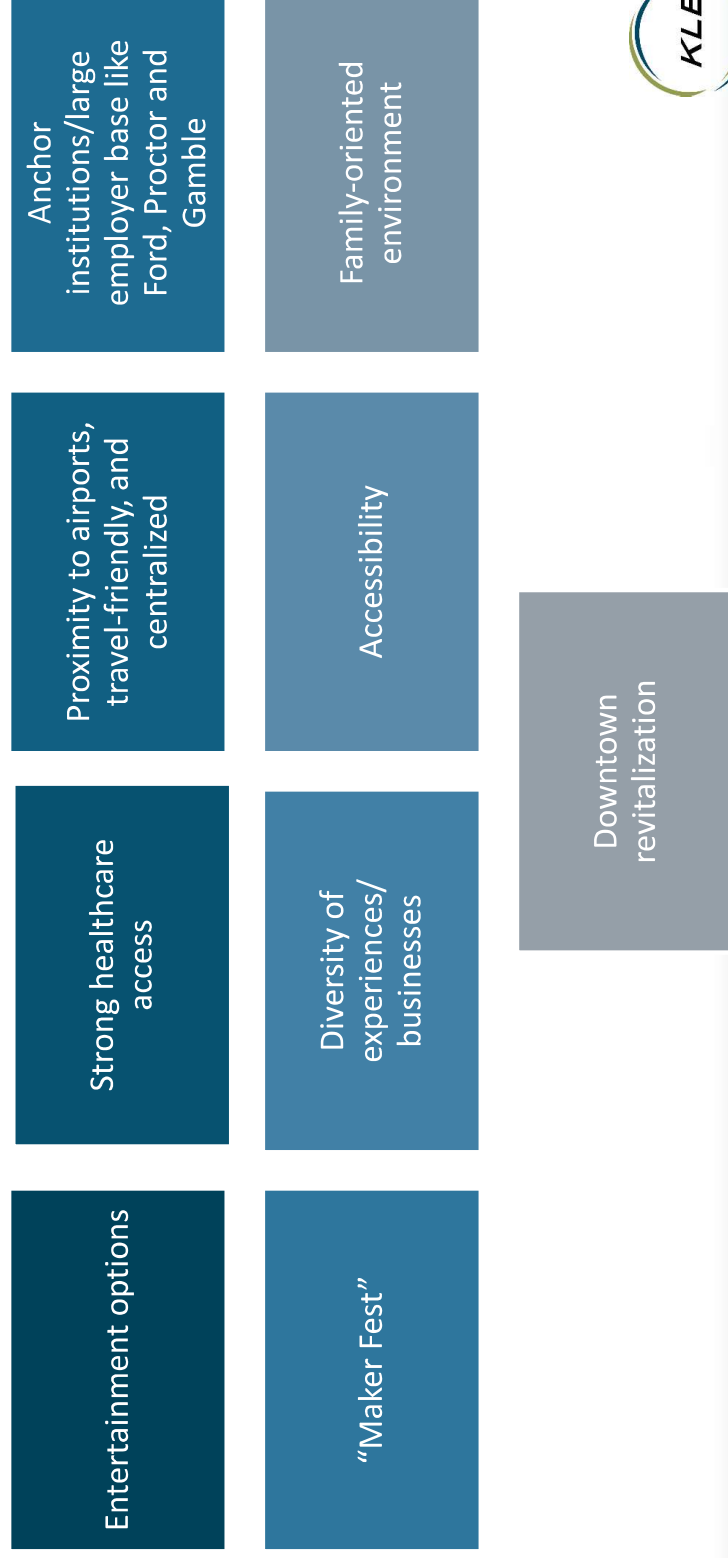 Entertainment options
Strong healthcare
access
Proximity to airports,
travel-friendly, and
centralized
Anchor
institutions/large
employer base like
Ford, Proctor and
Gamble
“Maker Fest”
Diversity of
experiences/
businesses
Accessibility
Family-oriented
environment
Downtown
revitalization